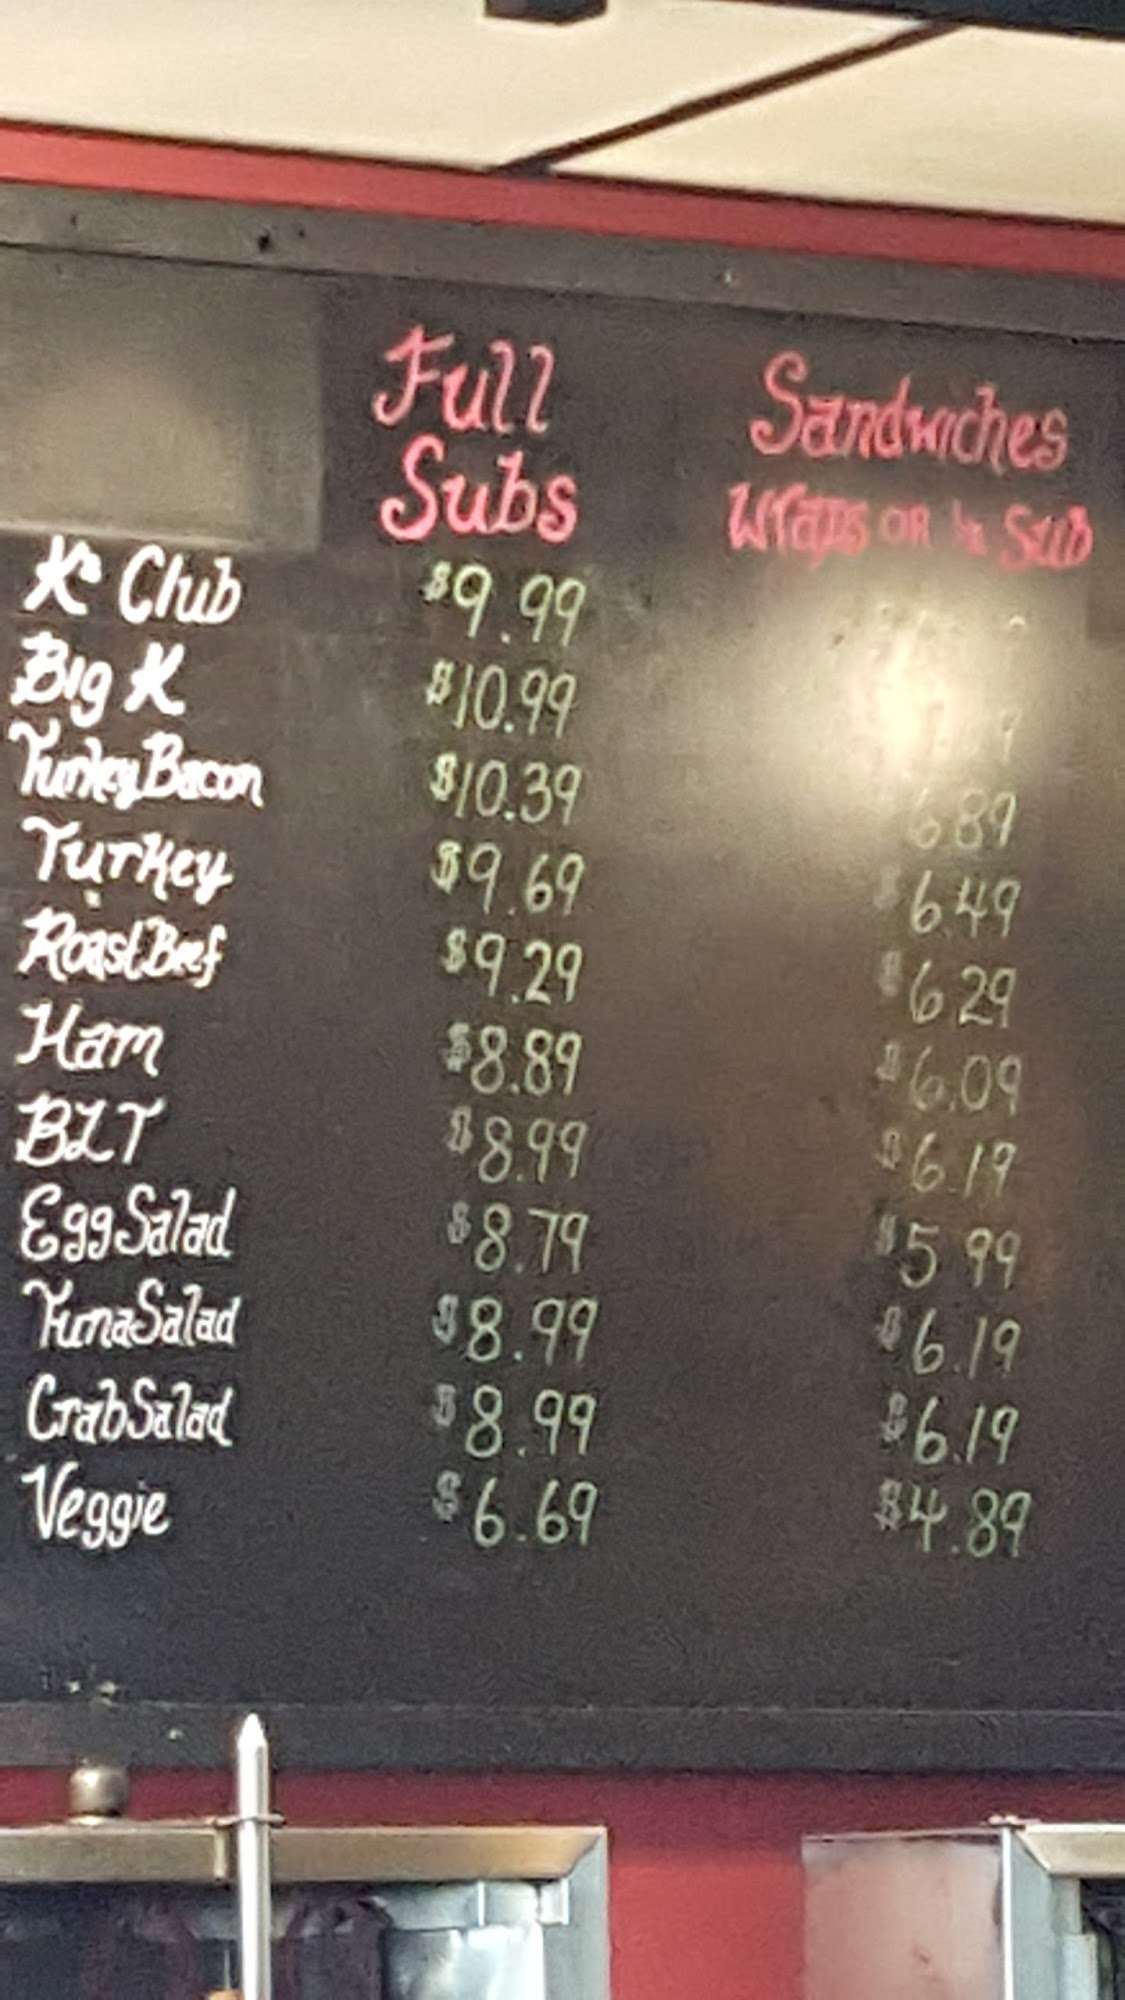 Full
Subs
Sandwiches
Wraps OR ½ Sub
K's Club $9.99
Big K $10.99
Turkey Bacon $10.39 6.89
Turkey $9.69 $6.49
Roast Beef $9.29 $6.29
Ham $8.89 $6.09
BLT $8.99 $6.19
Egg Salad $8.79 $5.99
Tuna Salad $8.99 $6.19
Crab Salad $8.99 $6.19
Veggie $6.69 $4.89